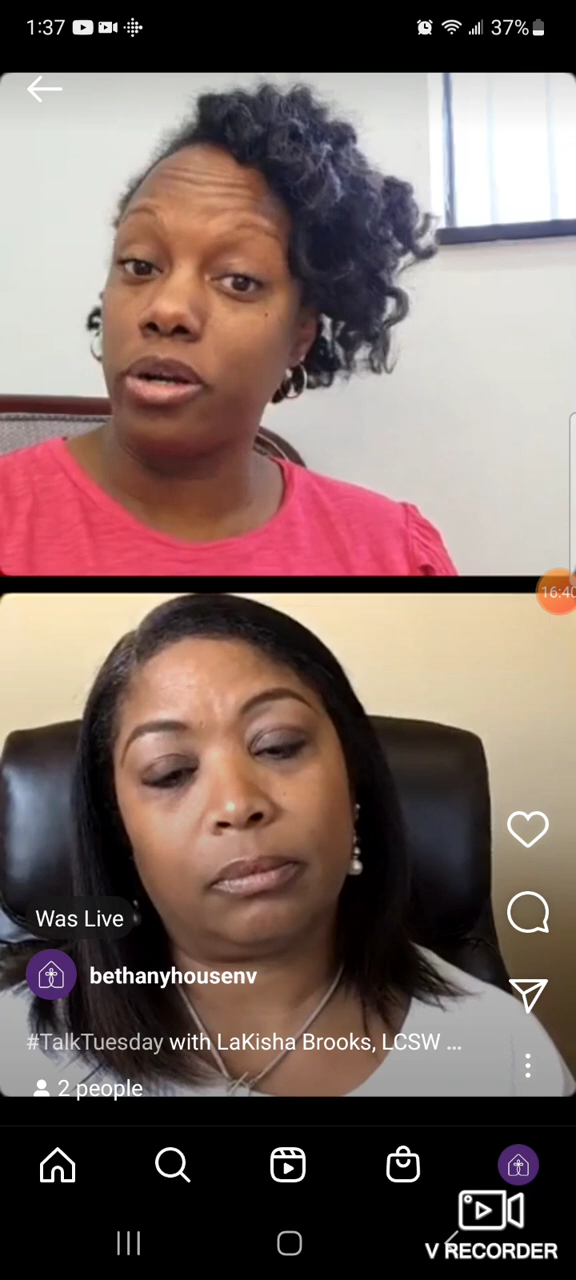 1:37
37%
16:40
Was Live
bethanyhousenv
#TalkTuesday with LaKisha Brooks, LCSW ...
2 people
V RECORDER